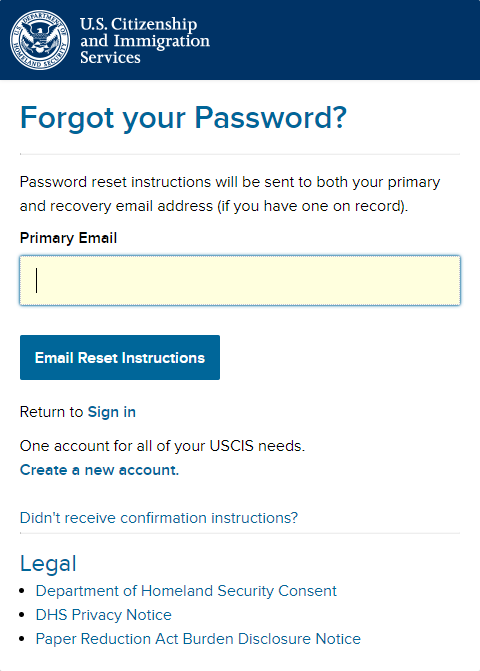 U.S. Citizenship
and Immigration
Services
Forgot your Password?
Password reset instructions will be sent to both your primary
and recovery email address (if you have one on record).
Primary Email
Email Reset Instructions
Return to Sign in
One account for all of your USCIS needs.
Create a new account.
Didn't receive confirmation instructions?
Legal
Department of Homeland Security Consent
DHS Privacy Notice
Paper Reduction Act Burden Disclosure Notice